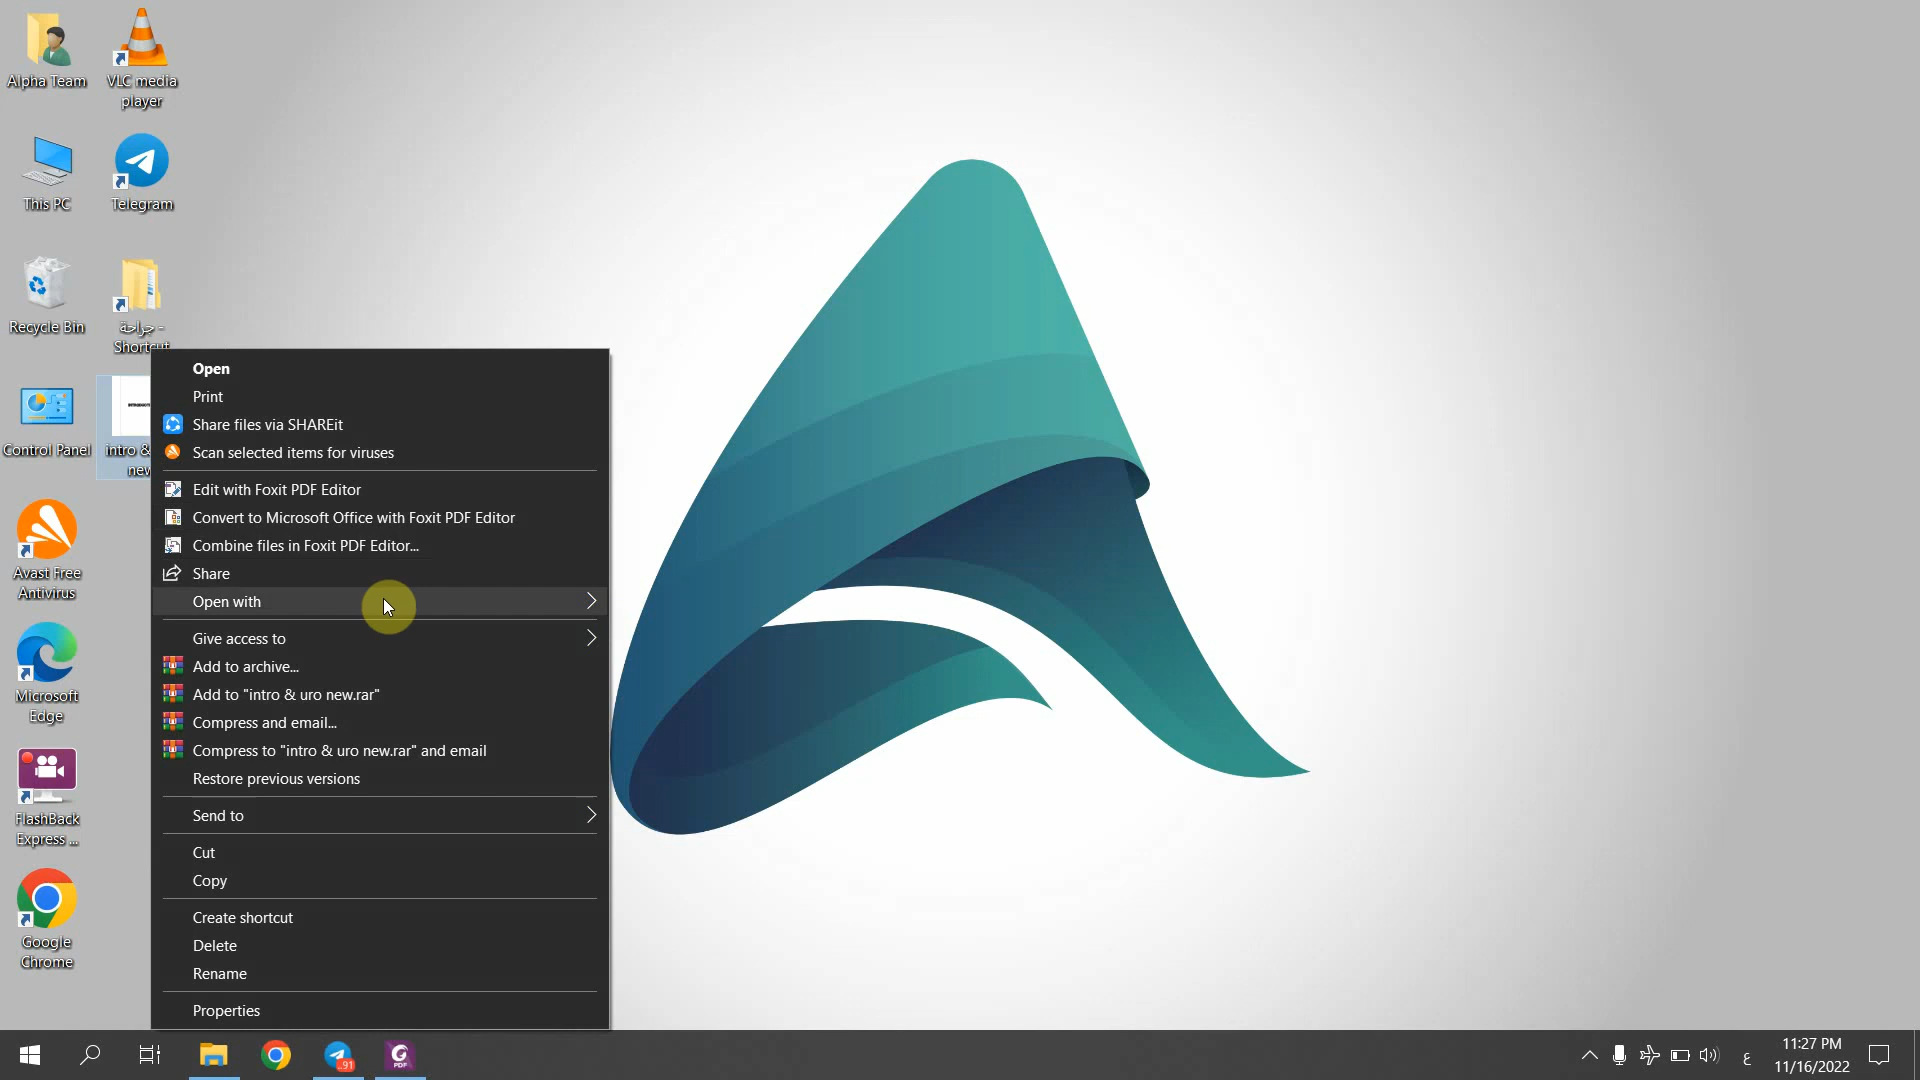 Alpha Team
VLC media
player
This PC
Telegram
Recycle Bin
جراحة -
Shortcut
Control Panel
intro &
new
Avast Free
Antivirus
Microsoft
Edge
FlashBack
Express ...
Google
Chrome
Open
Print
Share files via SHAREit
Scan selected items for viruses
Edit with Foxit PDF Editor
Convert to Microsoft Office with Foxit PDF Editor
Combine files in Foxit PDF Editor...
Share
Open with
Give access to
Add to archive...
Add to "intro & uro new.rar"
Compress and email...
Compress to "intro & uro new.rar" and email
Restore previous versions
Send to
Cut
Copy
Create shortcut
Delete
Rename
Properties
91
PDF
ع
11:27 PM
11/16/2022